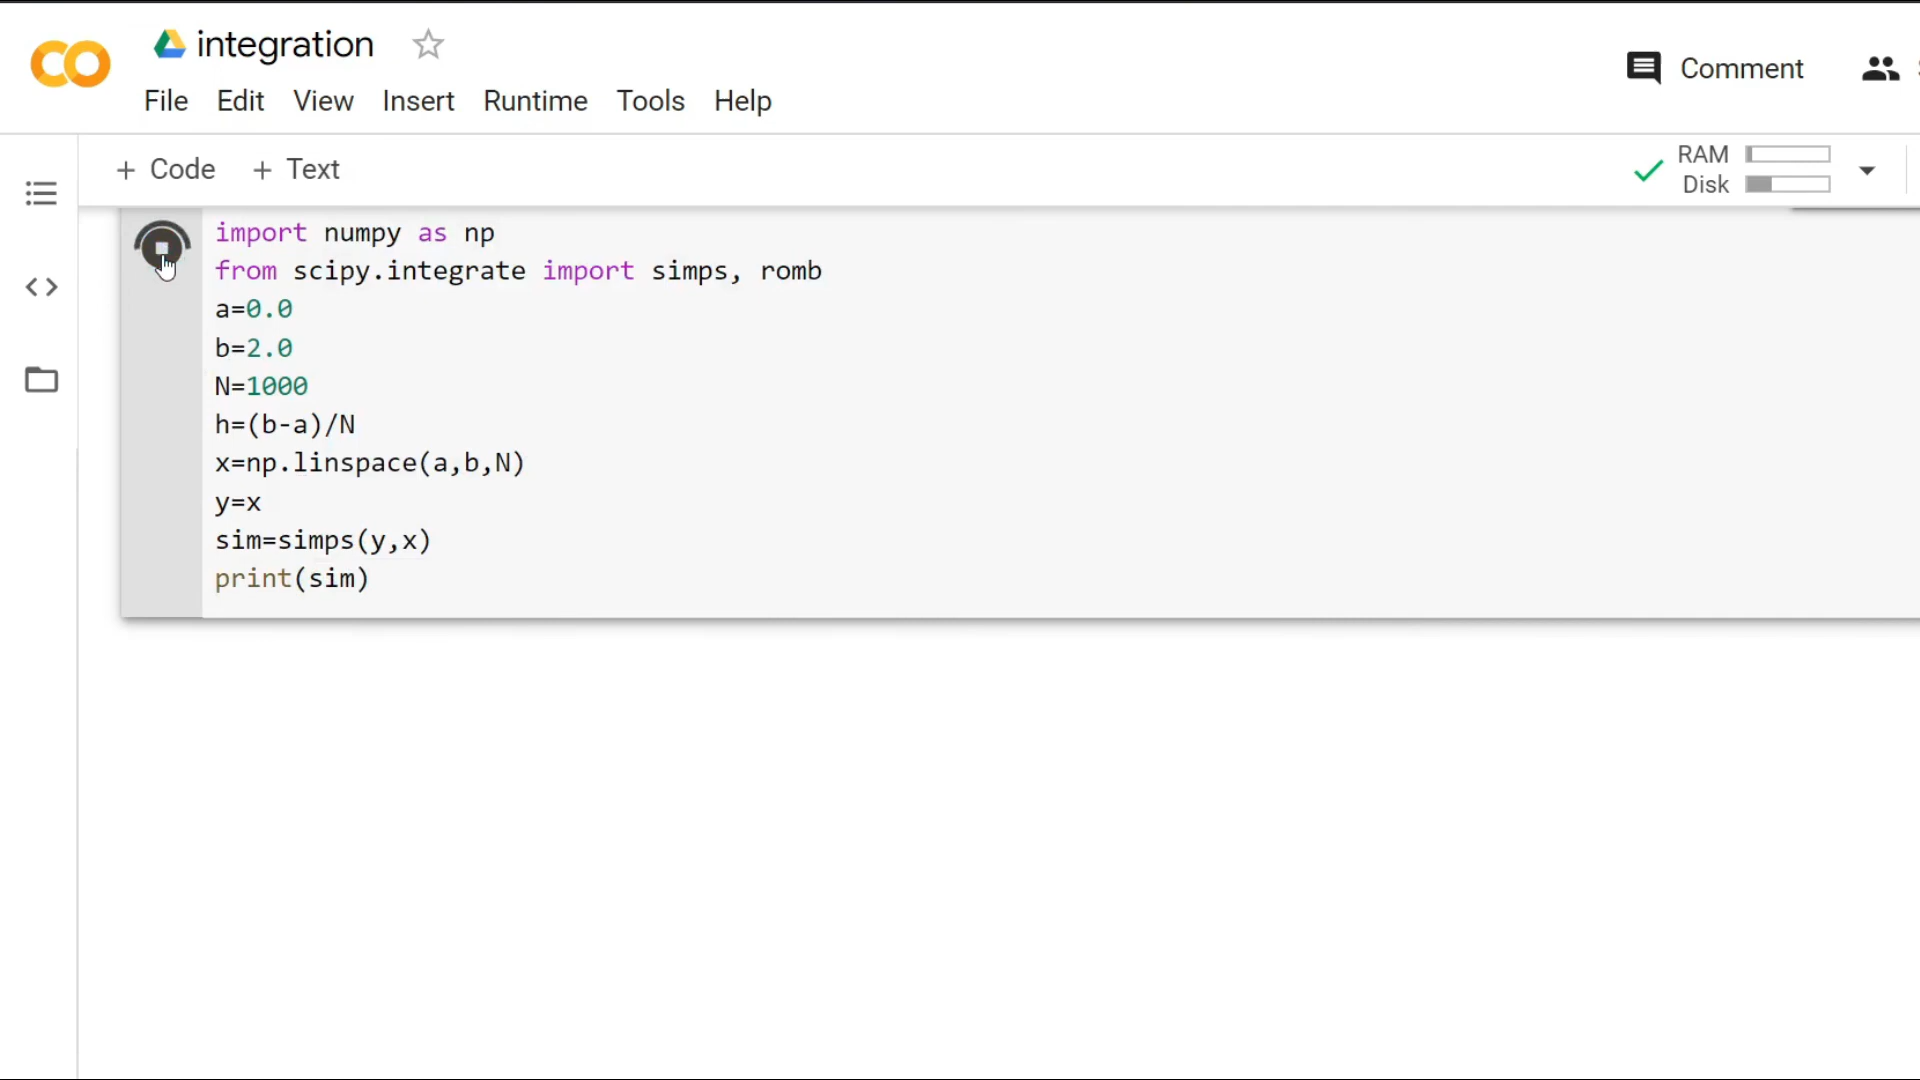 integration
File Edit View Insert Runtime Tools Help
Comment
+ Code + Text
RAM
Disk
import numpy as np
from scipy.integrate import simps, romb
a=0.0
b=2.0
N=1000
h=(b-a)/N
x=np.linspace(a,b,N)
y=x
sim=simps(y,x)
print(sim)